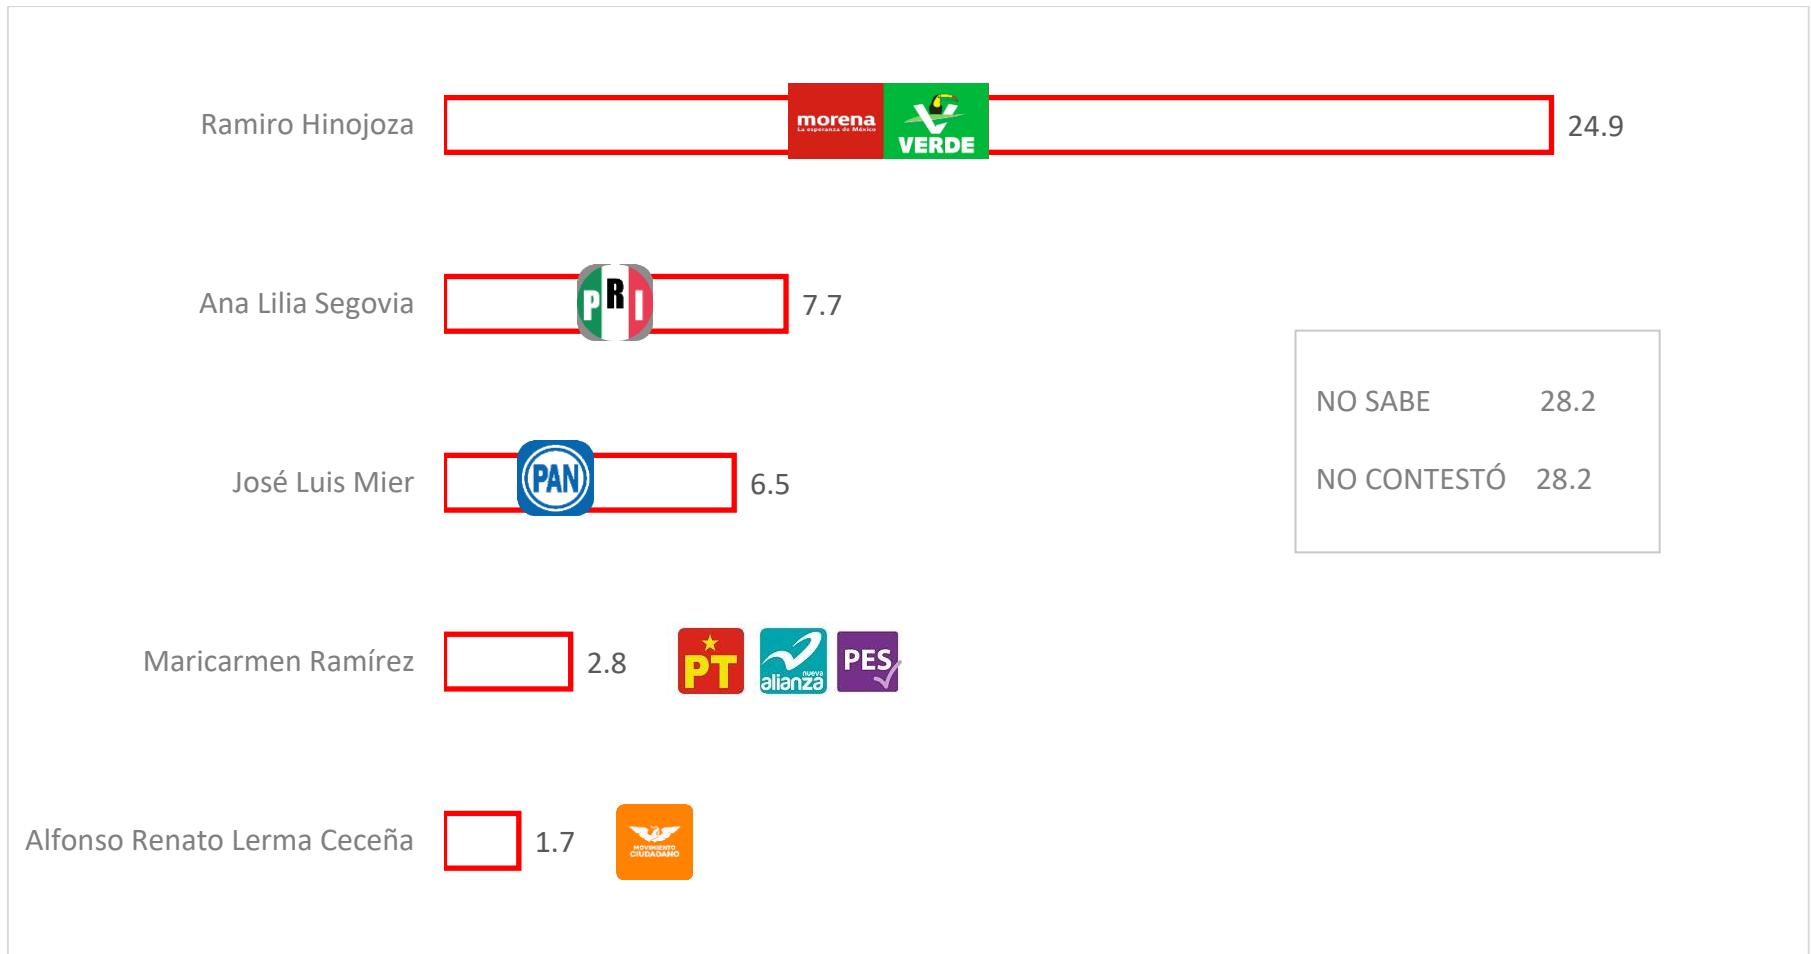 Ramiro Hinojoza
morena
La esperanza de México
VERDE
24.9
Ana Lilia Segovia
PRI
7.7
José Luis Mier
PAN
6.5
NO SABE 28.2
NO CONTESTÓ 28.2
Maricarmen Ramírez
2.8
PT
nueva
alianza
PES
Alfonso Renato Lerma Ceceña
1.7
MOVIMIENTO
CIUDADANO